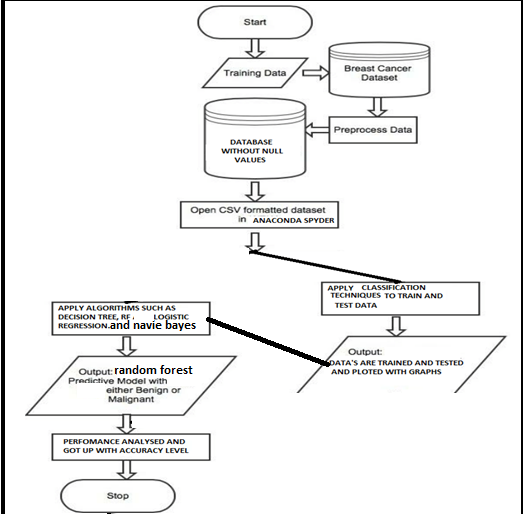 Start
Training Data
Breast Cancer
Dataset
Preprocess Data
DATABASE
WITHOUT NULL
VALUES
Open CSV formatted dataset
in ANACONDA SPYDER
APPLY CLASSIFICATION
TECHNIQUES TO TRAIN AND
TEST DATA
Output:
DATA'S ARE TRAINED AND TESTED
AND PLOTED WITH GRAPHS
APPLY ALGORITHMS SUCH AS
DECISION TREE, RF LOGISTIC
REGRESSION.and navie bayes
Output: random forest
Predictive Model with
either Benign or
Malignant
PERFOMANCE ANALYSED AND
GOT UP WITH ACCURACY LEVEL
Stop